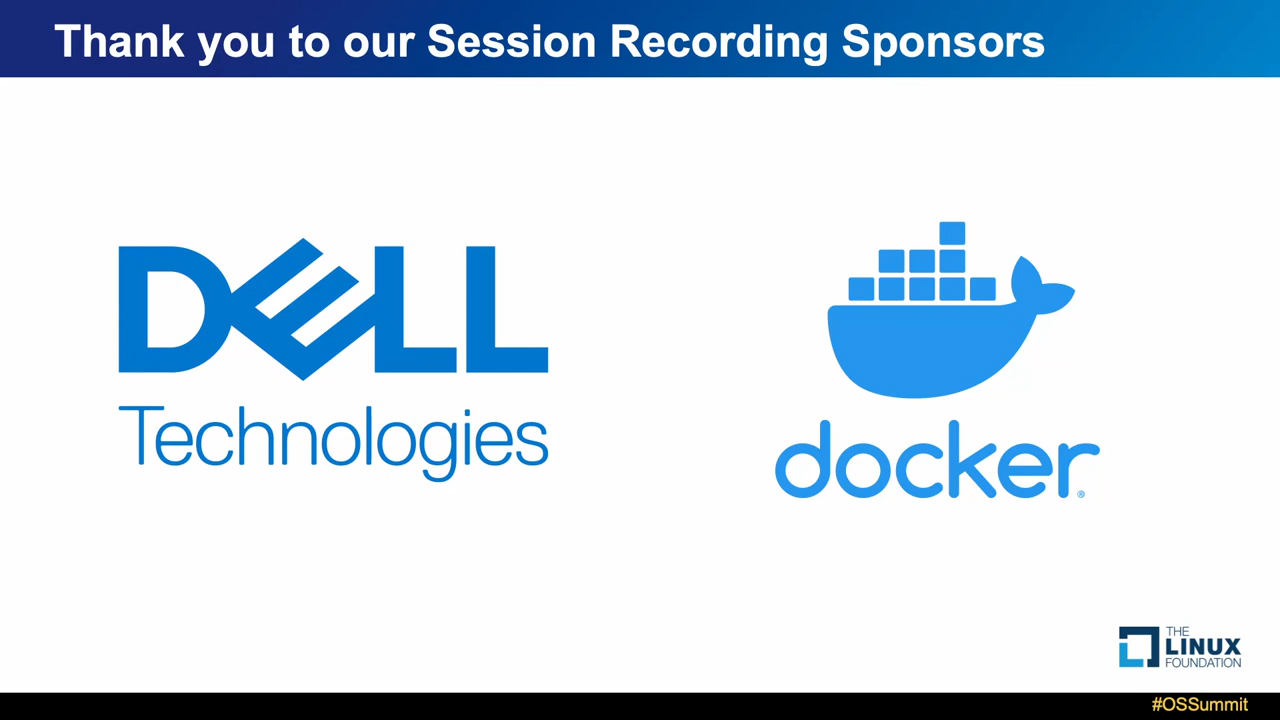 Thank you to our Session Recording Sponsors
DELL
Technologies
docker®
THE
LINUX
FOUNDATION
#OSSummit